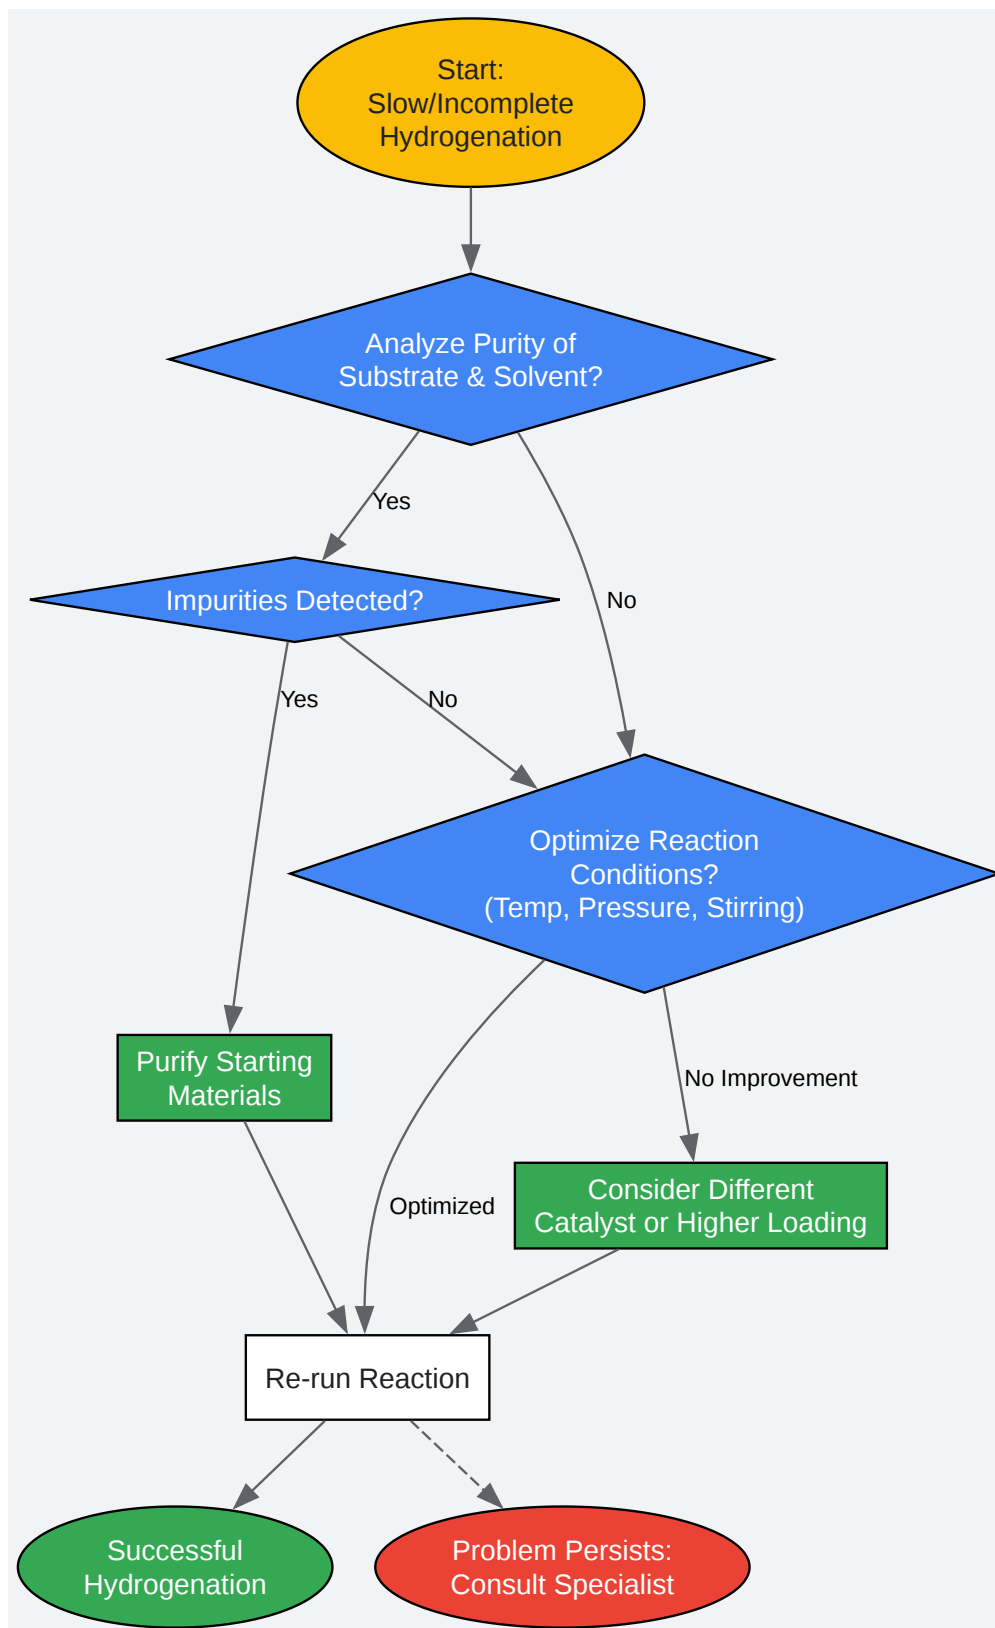 Start:
Slow/Incomplete
Hydrogenation
Analyze Purity of
Substrate & Solvent?
Yes
No
Impurities Detected?
Yes
No
Optimize Reaction
Conditions?
(Temp, Pressure, Stirring)
Purify Starting
Materials
No Improvement
Optimized
Consider Different
Catalyst or Higher Loading
Re-run Reaction
Successful
Hydrogenation
Problem Persists:
Consult Specialist